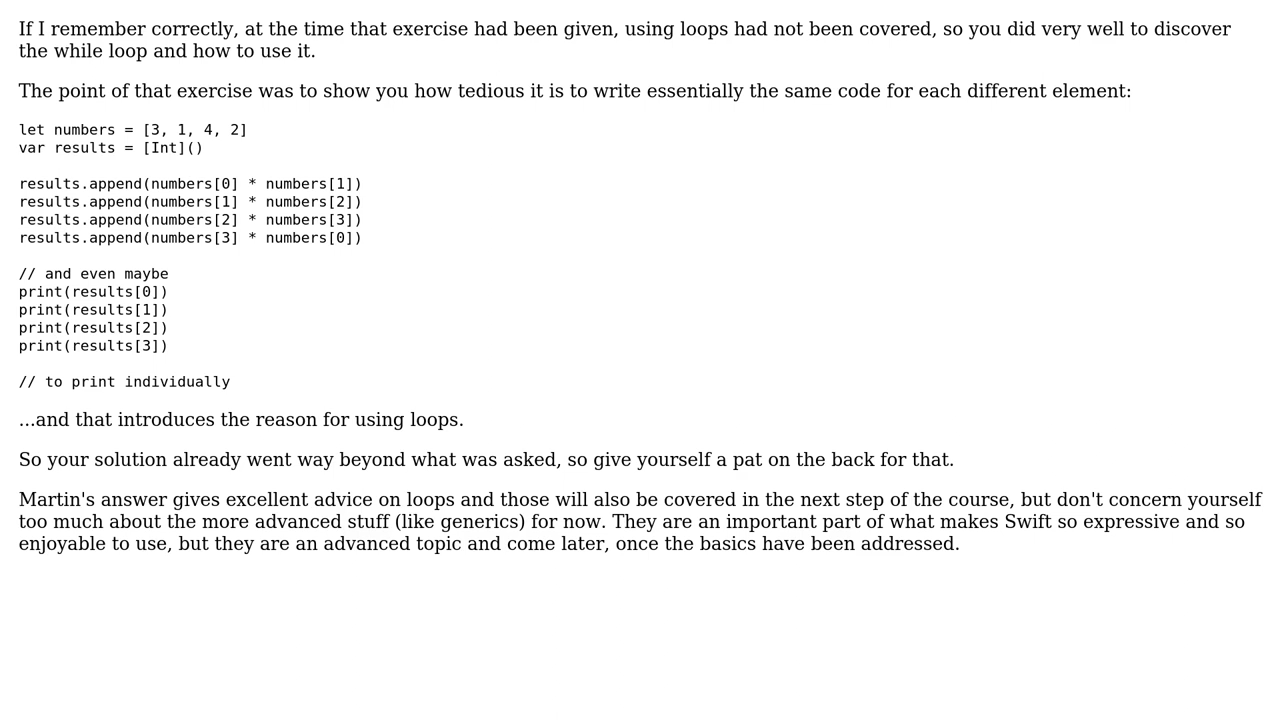 If I remember correctly, at the time that exercise had been given, using loops had not been covered, so you did very well to discover
the while loop and how to use it.
The point of that exercise was to show you how tedious it is to write essentially the same code for each different element:
let numbers = [3, 1, 4, 2]
var results = [Int]()
results.append(numbers[0] * numbers[1])
results.append(numbers[1] * numbers[2])
results.append(numbers[2] * numbers[3])
results.append(numbers[3] * numbers[0])
// and even maybe
print(results[0])
print(results[1])
print(results[2])
print(results[3])
// to print individually
...and that introduces the reason for using loops.
So your solution already went way beyond what was asked, so give yourself a pat on the back for that.
Martin's answer gives excellent advice on loops and those will also be covered in the next step of the course, but don't concern yourself
too much about the more advanced stuff (like generics) for now. They are an important part of what makes Swift so expressive and so
enjoyable to use, but they are an advanced topic and come later, once the basics have been addressed.